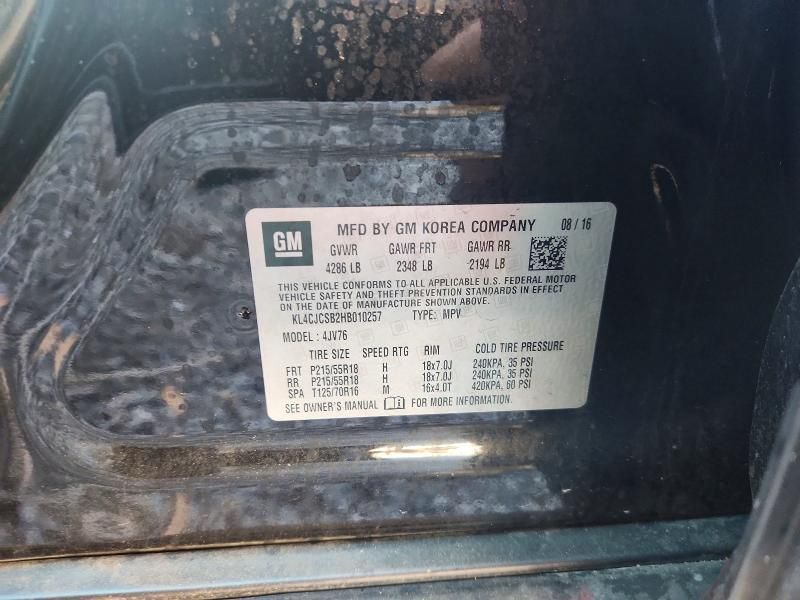 GM
MFD BY GM KOREA COMPANY 08 / 16
GVWR GAWR FRT GAWR RR
4286 LB 2348 LB 2194 LB
THIS VEHICLE CONFORMS TO ALL APPLICABLE U.S. FEDERAL MOTOR
VEHICLE SAFETY AND THEFT PREVENTION STANDARDS IN EFFECT
ON THE DATE OF MANUFACTURE SHOWN ABOVE.
KL4CJCSB2HB010257 TYPE: MPV
MODEL : 4JV76
TIRE SIZE SPEED RTG RIM COLD TIRE PRESSURE
FRT P215/55R18 H 18x7.0J 240KPA, 35 PSI
RR P215/55R18 H 18x7.0J 240KPA, 35 PSI
SPA T125/70R16 M 16x4.0T 420KPA, 60 PSI
SEE OWNER'S MANUAL FOR MORE INFORMATION.